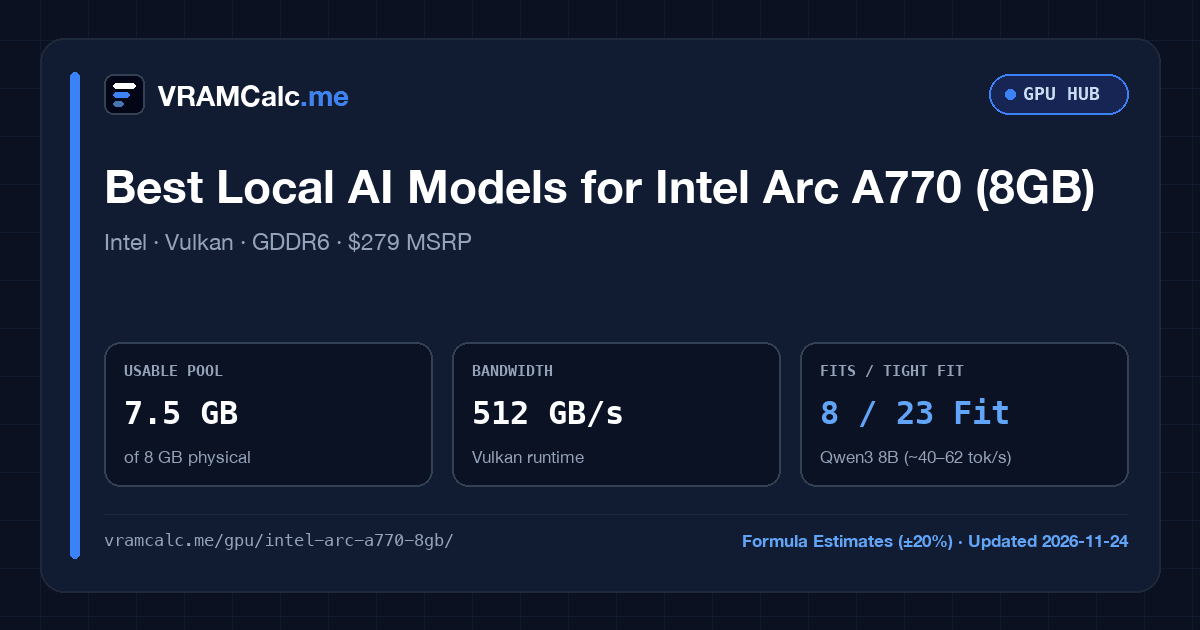 VRAMCalc.me
GPU HUB
Best Local AI Models for Intel Arc A770 (8GB)
Intel · Vulkan · GDDR6 · $279 MSRP
USABLE POOL
7.5 GB
of 8 GB physical
BANDWIDTH
512 GB/s
Vulkan runtime
FITS / TIGHT FIT
8 / 23 Fit
Qwen3 8B (~40–62 tok/s)
vramcalc.me/gpu/intel-arc-a770-8gb/
Formula Estimates (±20%) · Updated 2026-11-24